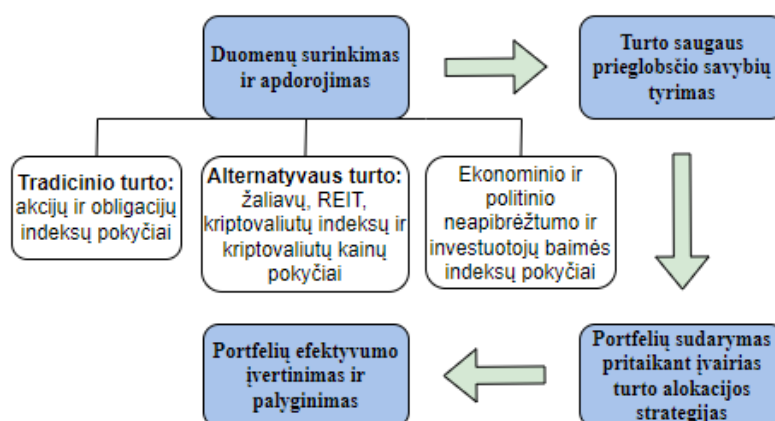 Duomenų surinkimas
ir apdorojimas
Turto saugaus
prieglobsčio savybių
tyrimas
Tradicinio turto:
akcijų ir obligacijų
indeksų pokyčiai
Alternatyvaus turto:
žaliavų, REIT,
kriptovaliutų indeksų ir
kriptovaliutų kainų
pokyčiai
Ekonominio ir
politinio
neapibrėžtumo ir
investuotojų baimės
indeksų pokyčiai
Portfelių efektyvumo
įvertinimas ir
palyginimas
Portfelių sudarymas
pritaikant įvairias
turto alokacijos
strategijas